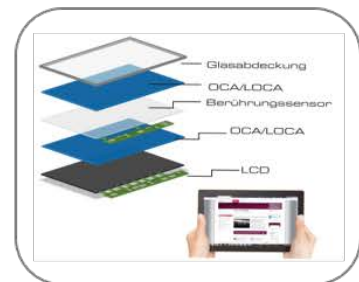 Glasabdeckung
OCA/LOCA
Berührungssensor
OCA/LOCA
LCD